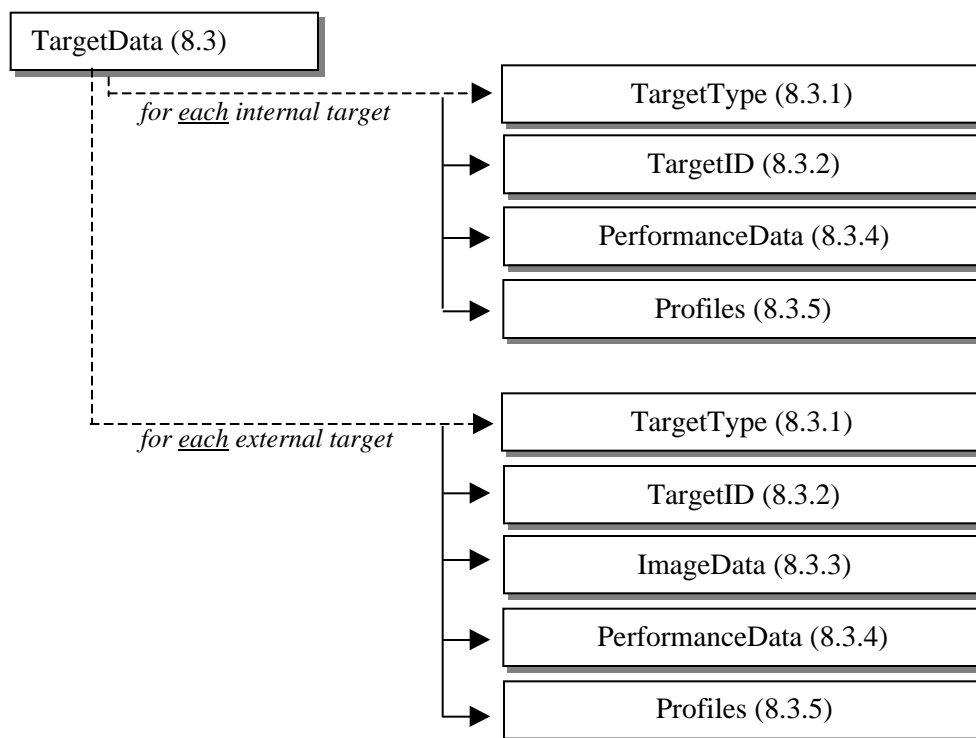 TargetData (8.3)
for each internal target
TargetType (8.3.1)
TargetID (8.3.2)
PerformanceData (8.3.4)
Profiles (8.3.5)
for each external target
TargetType (8.3.1)
TargetID (8.3.2)
ImageData (8.3.3)
PerformanceData (8.3.4)
Profiles (8.3.5)